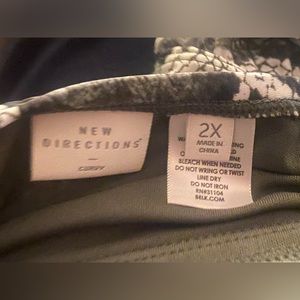 NEW
DIRECTIONS
CURVY
2X
MADE IN
CHINA
BLEACH WHEN NEEDED
DO NOT WRING OR TWIST
LINE DRY
DO NOT IRON
RN#31104
BELK.COM